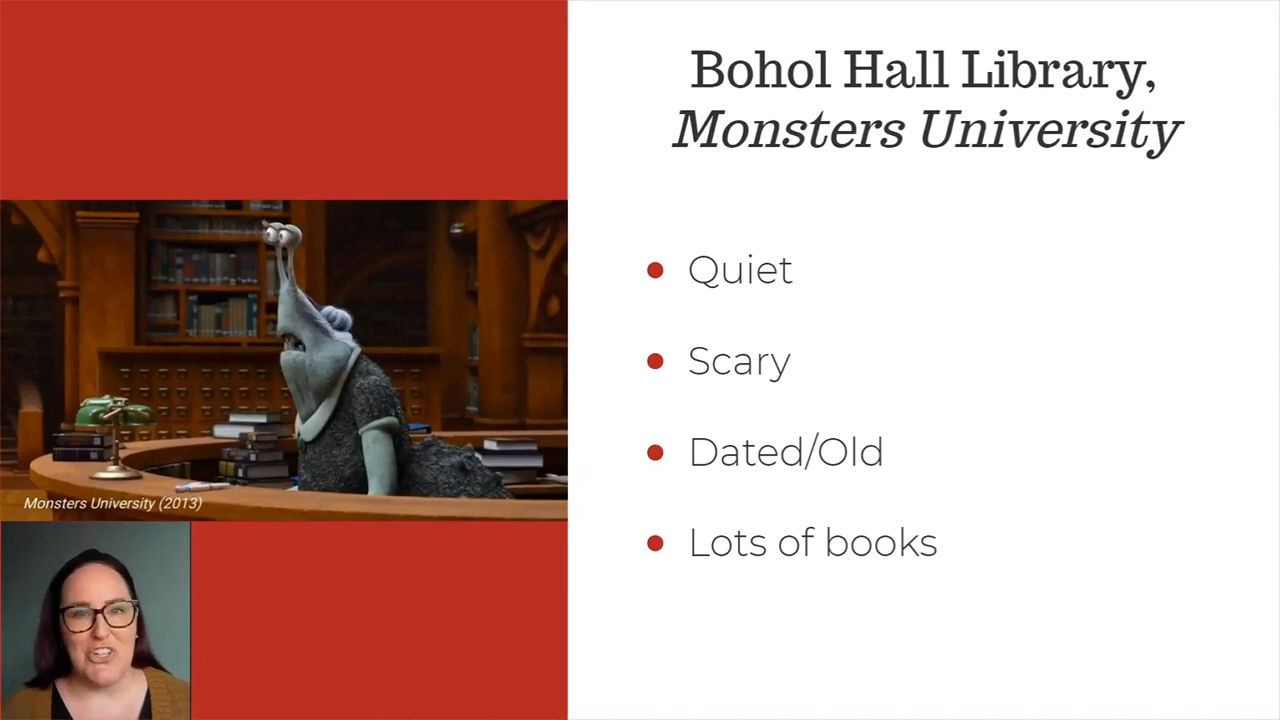 Bohol Hall Library,
Monsters University
Quiet
Scary
Dated/Old
Lots of books
Monsters University (2013)